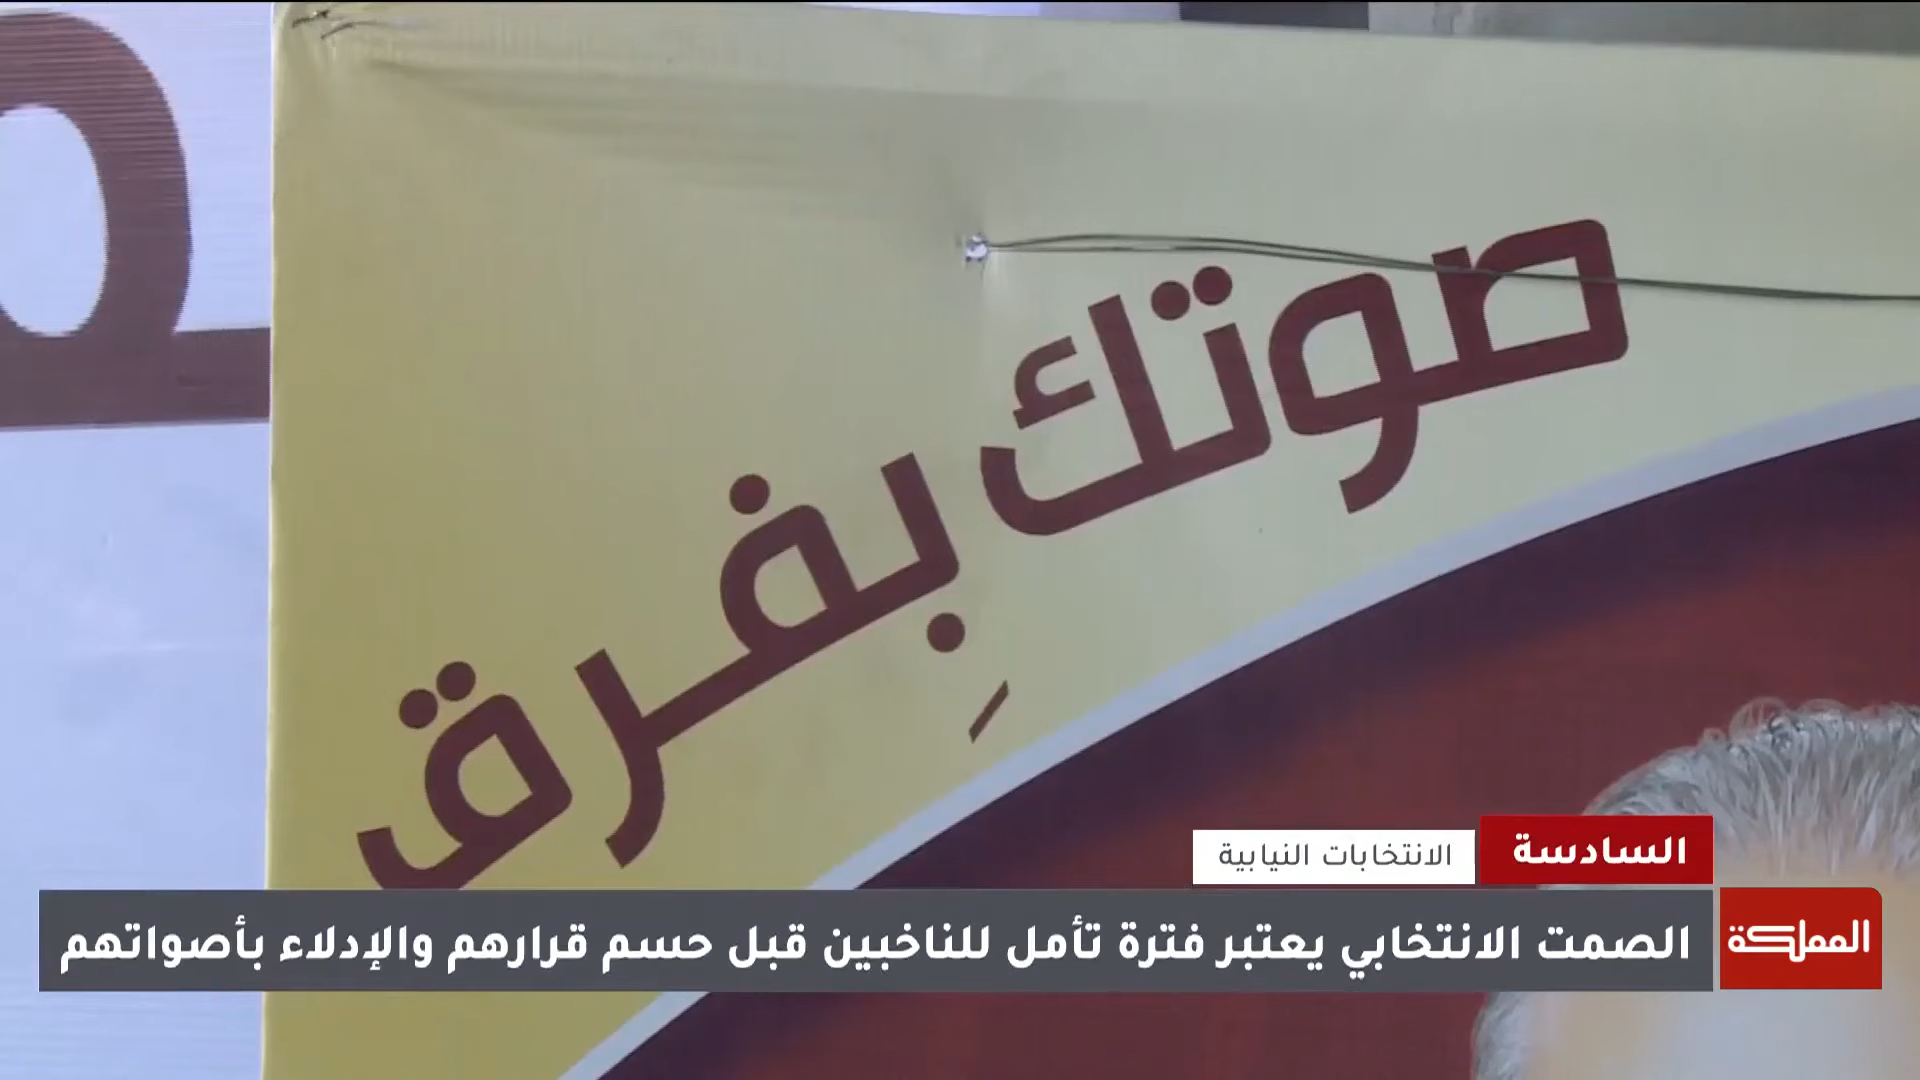 صوتك بِفرق
السادسة
الانتخابات النيابية
المملكة
الصمت الانتخابي يعتبر فترة تأمل للناخبين قبل حسم قرارهم والإدلاء بأصواتهم